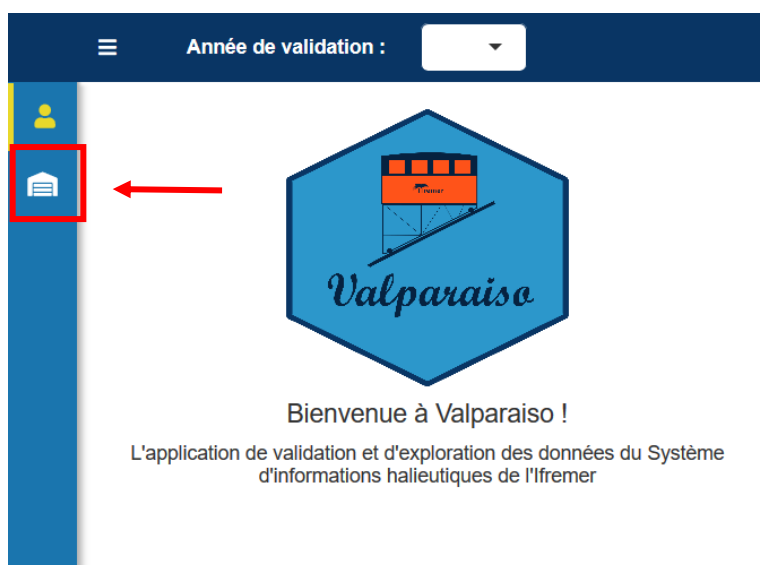 Année de validation :
Ifremer
Valparaiso
Bienvenue à Valparaiso !
L'application de validation et d'exploration des données du Système
d'informations halieutiques de l'Ifremer